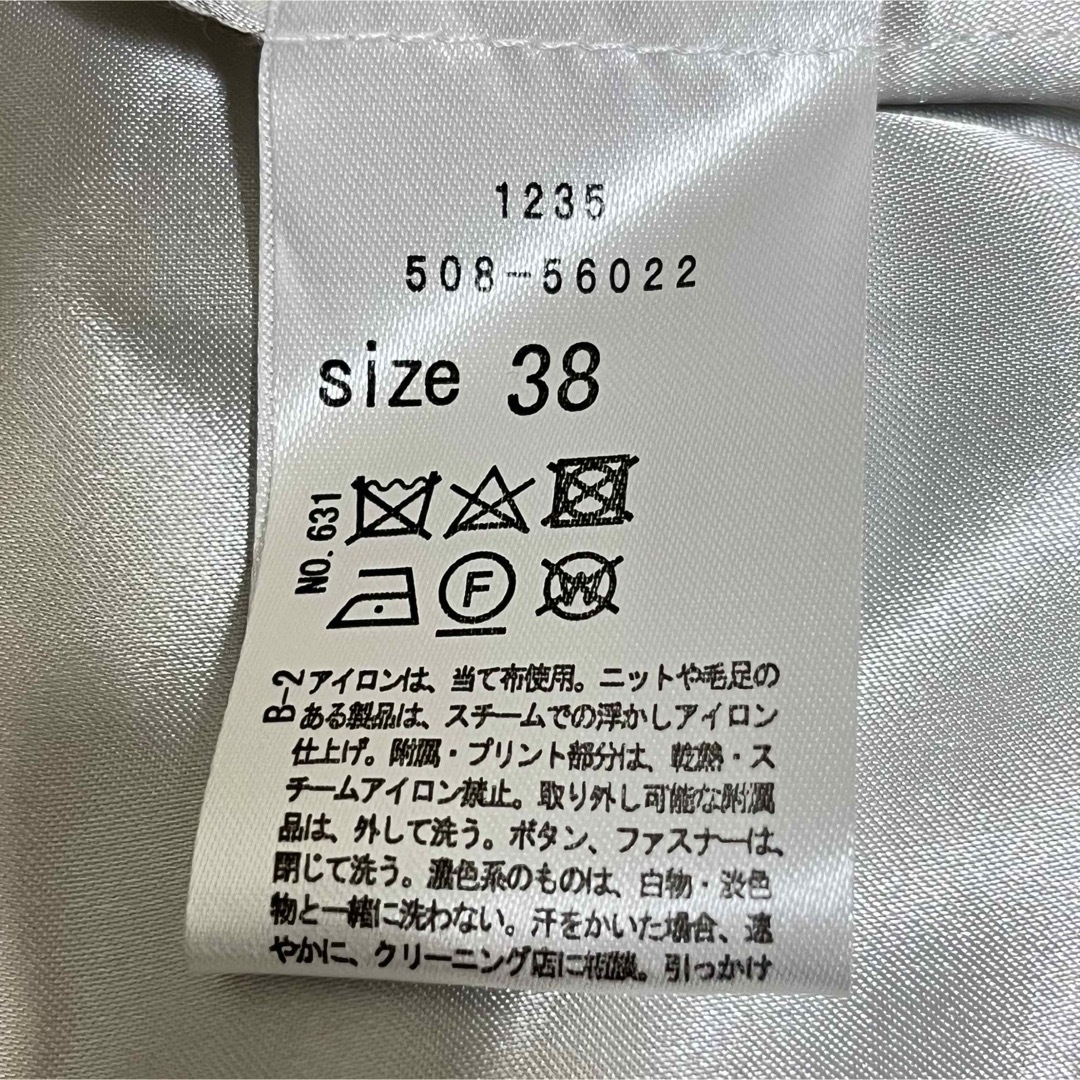 1235
508-56022
size 38
NO. 631
F
W
B-2
アイロンは、当て布使用。ニットや毛足の
ある製品は、スチームでの浮かしアイロン
仕上げ。附属・プリント部分は、乾熱・ス
チームアイロン禁止。取り外し可能な附属
品は、外して洗う。ボタン、ファスナーは、
閉じて洗う。濃色系のものは、白物・淡色
物と一緒に洗わない。汗をかいた場合、速
やかに、クリーニング店に相談。引っかけ